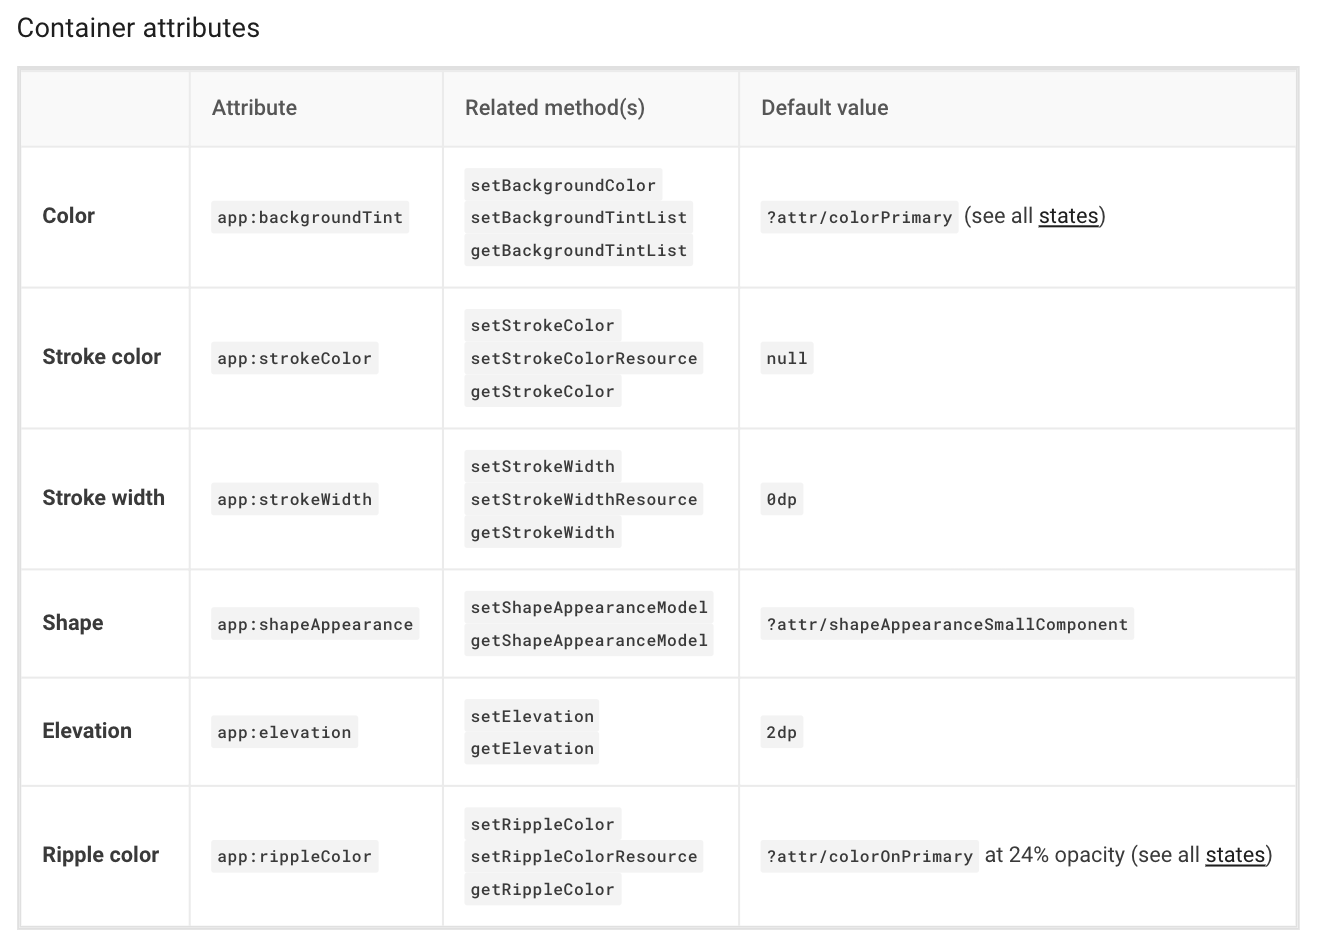 Container attributes
Attribute Related method(s) Default value
setBackgroundColor
Color app:backgroundTint setBackgroundTintList ?attr/colorPrimary (see all states)
getBackgroundTintList
setStrokeColor
Stroke color app:strokeColor setStrokeColorResource null
getStrokeColor
setStrokeWidth
Stroke width app:strokeWidth setStrokeWidthResource 0dp
getStrokeWidth
setShapeAppearanceModel
Shape app:shapeAppearance ?attr/shapeAppearanceSmallComponent
getShapeAppearanceModel
setElevation
Elevation app:elevation 2dp
getElevation
setRippleColor
Ripple color app:rippleColor setRippleColorResource ?attr/colorOnPrimary at 24% opacity (see all states)
getRippleColor